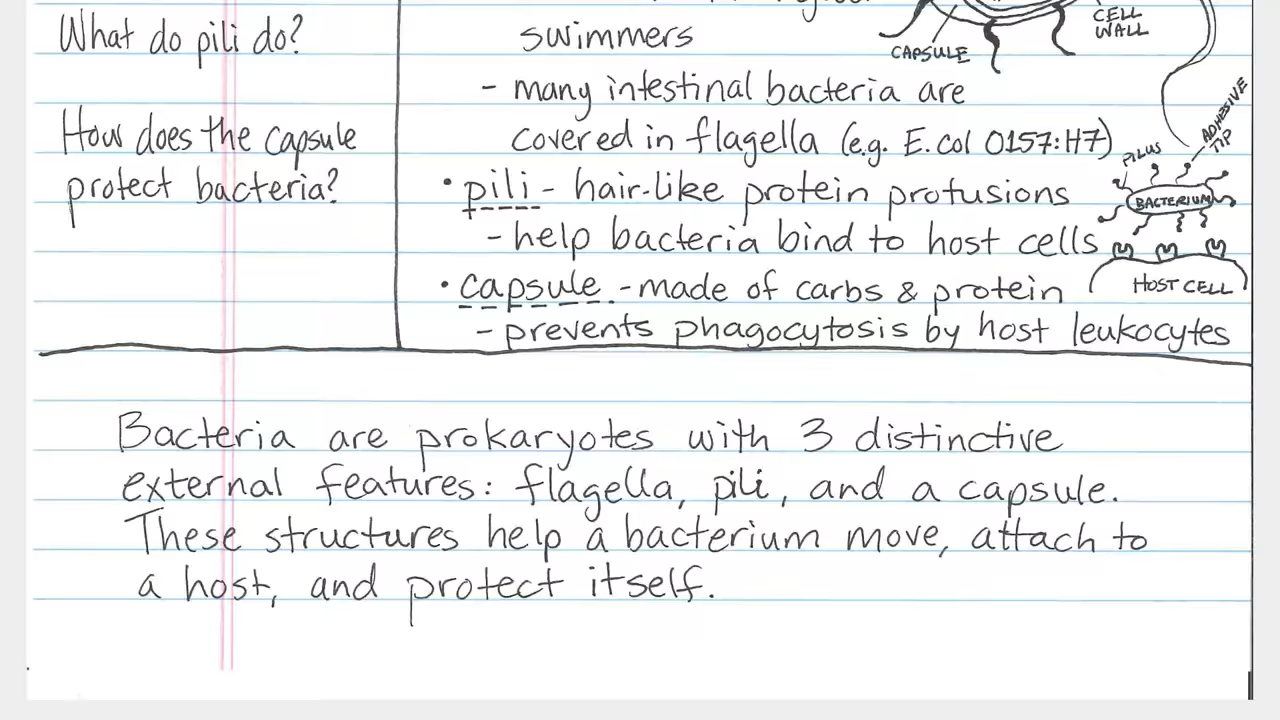 What do pili do?
How does the capsule
protect bacteria?
swimmers
- many intestinal bacteria are
covered in flagella (e.g. E.col O157:H7)
• pili - hair-like protein profusions
- help bacteria bind to host cells
• capsule - made of carbs & protein
- prevents phagocytosis by host leukocytes
CAPSULE
CELL
WALL
PILUS
ADHESIVE
TIP
BACTERIUM
HOST CELL
Bacteria are prokaryotes with 3 distinctive
external features: flagella, pili, and a capsule.
These structures help a bacterium move, attach to
a host, and protect itself.